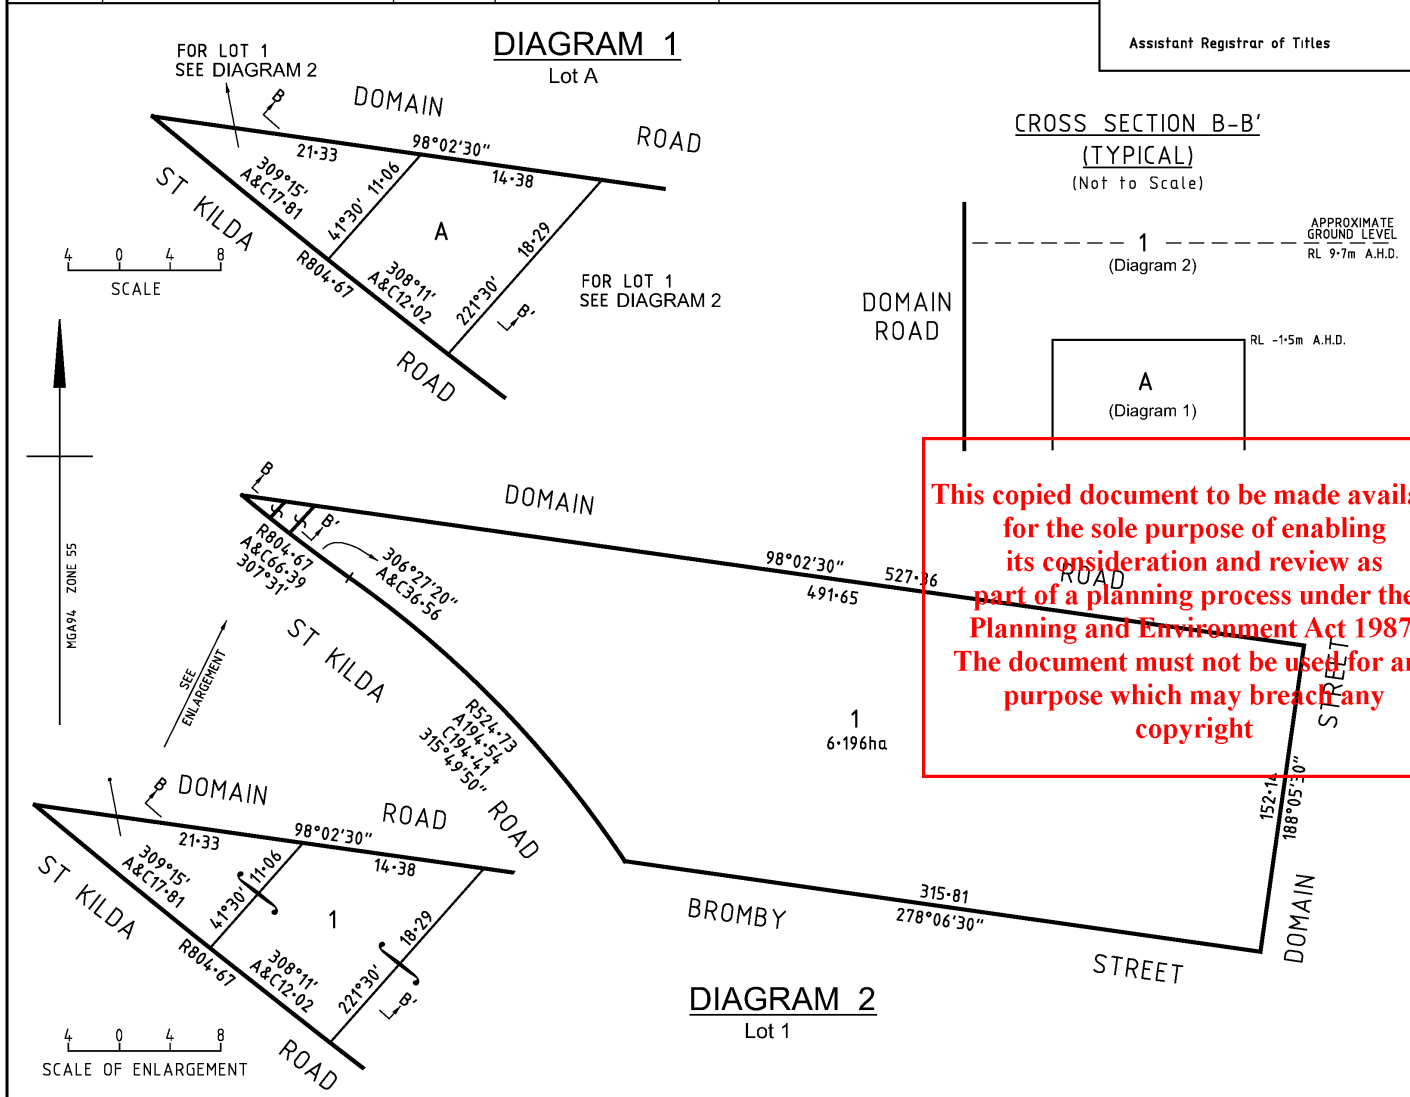 Assistant Registrar of Titles
DIAGRAM 1
Lot A
FOR LOT 1
SEE DIAGRAM 2
B
DOMAIN
ROAD
98°02'30"
21·33
14·38
309°15'
A&C17·81
41°30'
11·06
ST KILDA
A
18·29
R804·67
308°11'
A&C12·02
221°30'
B'
FOR LOT 1
SEE DIAGRAM 2
ROAD
4 0 4 8
SCALE
CROSS SECTION B-B'
(TYPICAL)
(Not to Scale)
APPROXIMATE
GROUND LEVEL
1
RL 9·7m A.H.D.
(Diagram 2)
DOMAIN
ROAD
RL -1·5m A.H.D.
A
(Diagram 1)
MGA94 ZONE 55
B
DOMAIN
B'
R804·67
A&C66·39
307°31'
306°27'20"
A&C36·56
98°02'30"
527·36
491·65
ROAD
ST KILDA
SEE
ENLARGEMENT
R524·73
A194·54
C194·41
315°49'50"
ROAD
1
6·196ha
STREET
152·14
188°05'30"
DOMAIN
315·81
278°06'30"
BROMBY
STREET
This copied document to be made availa
for the sole purpose of enabling
its consideration and review as
part of a planning process under the
Planning and Environment Act 1987
The document must not be used for an
purpose which may breach any
copyright
B
DOMAIN
ROAD
98°02'30"
21·33
14·38
309°15'
A&C17·81
41°30'
11·06
ST KILDA
1
18·29
R804·67
308°11'
A&C12·02
221°30'
B'
ROAD
4 0 4 8
SCALE OF ENLARGEMENT
DIAGRAM 2
Lot 1